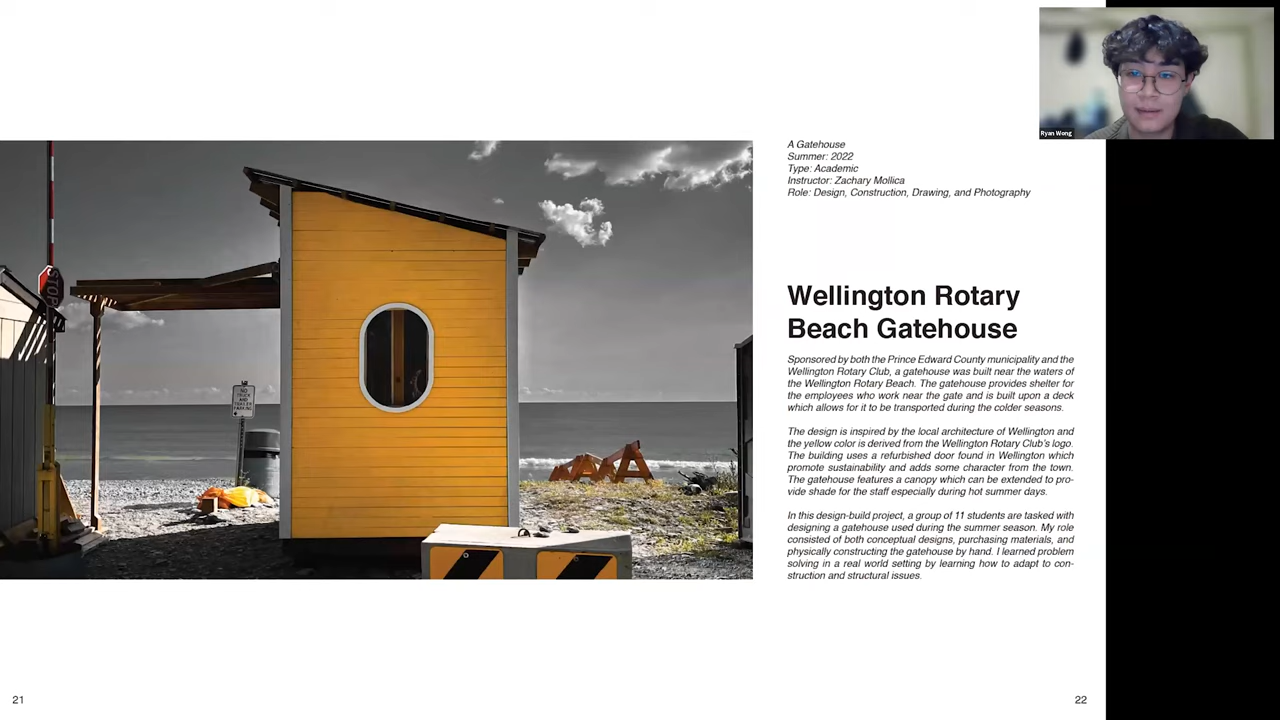 Ryan Wong
A Gatehouse
Summer: 2022
Type: Academic
Instructor: Zachary Mollica
Role: Design, Construction, Drawing, and Photography
STOP
NO
TRUCK
AND
TRAILER
PARKING
Wellington Rotary
Beach Gatehouse
Sponsored by both the Prince Edward County municipality and the
Wellington Rotary Club, a gatehouse was built near the waters of
the Wellington Rotary Beach. The gatehouse provides shelter for
the employees who work near the gate and is built upon a deck
which allows for it to be transported during the colder seasons.
The design is inspired by the local architecture of Wellington and
the yellow color is derived from the Wellington Rotary Club's logo.
The building uses a refurbished door found in Wellington which
promote sustainability and adds some character from the town.
The gatehouse features a canopy which can be extended to pro-
vide shade for the staff especially during hot summer days.
In this design-build project, a group of 11 students are tasked with
designing a gatehouse used during the summer season. My role
consisted of both conceptual designs, purchasing materials, and
physically constructing the gatehouse by hand. I learned problem
solving in a real world setting by learning how to adapt to con-
struction and structural issues.
21
22